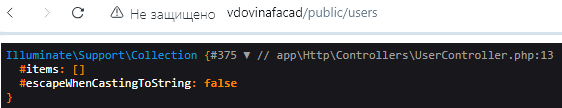 Не защищено vdovinafacad/public/users
Illuminate\Support\Collection {#375 ▼ // app\Http\Controllers\UserController.php:13
#items: []
#escapeWhenCastingToString: false
}